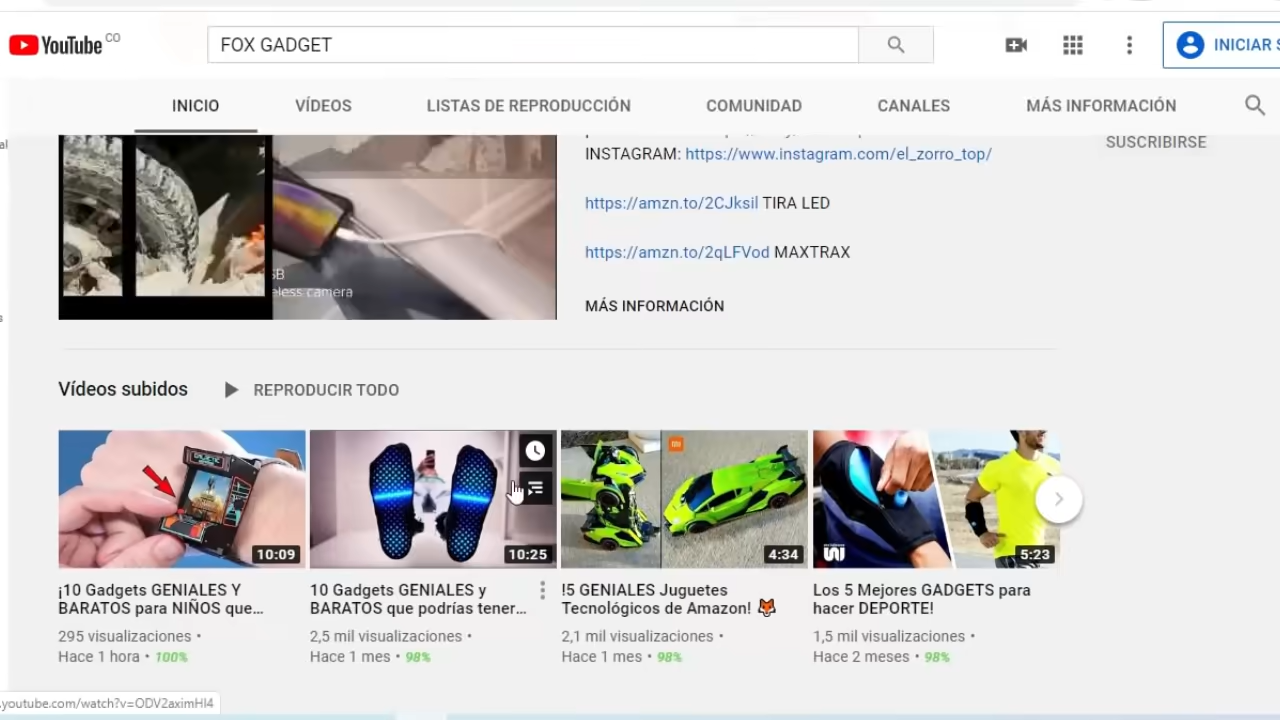 YouTube CO
FOX GADGET
INICIAR S
INICIO
VÍDEOS
LISTAS DE REPRODUCCIÓN
COMUNIDAD
CANALES
MÁS INFORMACIÓN
SUSCRIBIRSE
INSTAGRAM: https://www.instagram.com/el_zorro_top/
https://amzn.to/2CJksil TIRA LED
https://amzn.to/2qLFVod MAXTRAX
SB
eless camera
MÁS INFORMACIÓN
Vídeos subidos
REPRODUCIR TODO
10:09
10:25
mi
4:34
5:23
¡10 Gadgets GENIALES Y
BARATOS para NIÑOS que...
295 visualizaciones •
Hace 1 hora • 100%
10 Gadgets GENIALES y
BARATOS que podrías tener...
2,5 mil visualizaciones •
Hace 1 mes • 98%
!5 GENIALES Juguetes
Tecnológicos de Amazon! 🦊
2,1 mil visualizaciones •
Hace 1 mes • 98%
Los 5 Mejores GADGETS para
hacer DEPORTE!
1,5 mil visualizaciones •
Hace 2 meses • 98%
.youtube.com/watch?v=ODV2aximHI4